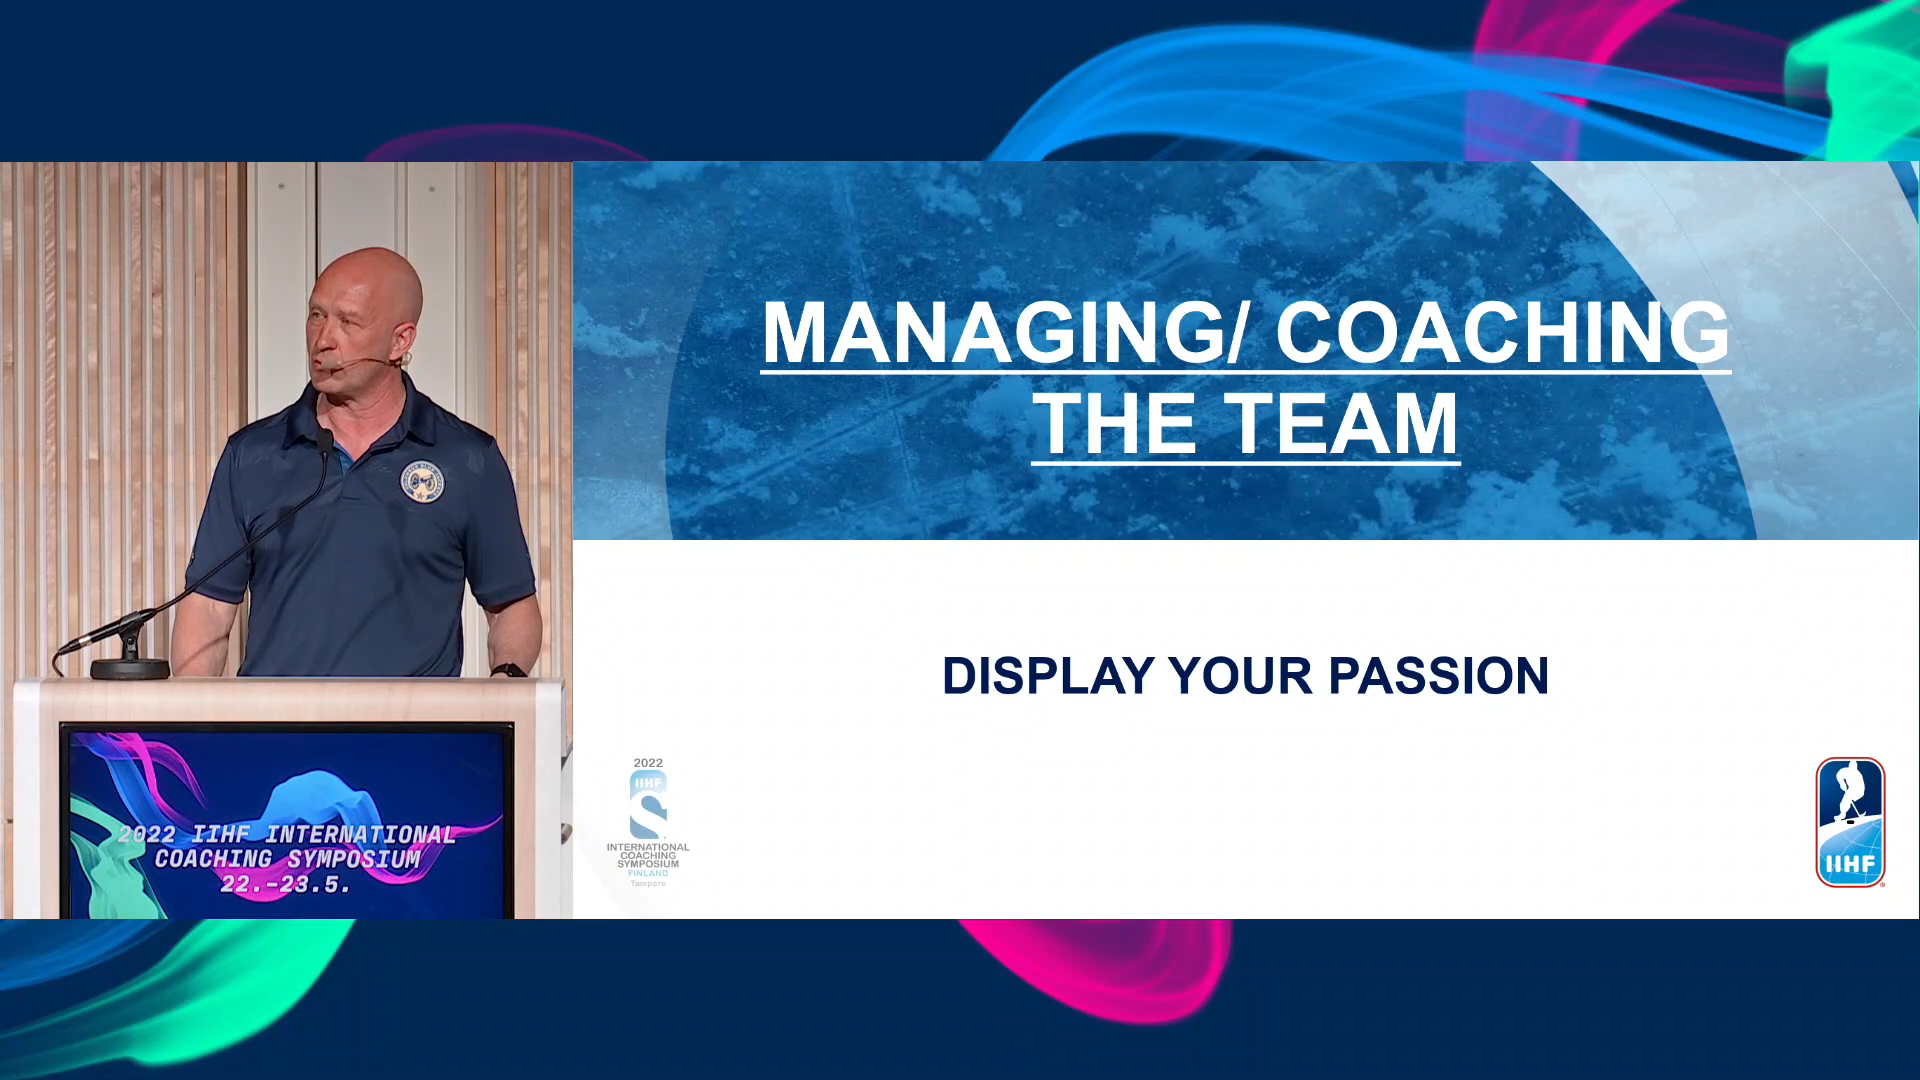 MANAGING/ COACHING
THE TEAM
DISPLAY YOUR PASSION
2022
IIHF
S
INTERNATIONAL
COACHING
SYMPOSIUM
FINLAND
Tampere
IIHF
2022 IIHF INTERNATIONAL
COACHING SYMPOSIUM
22.-23.5.